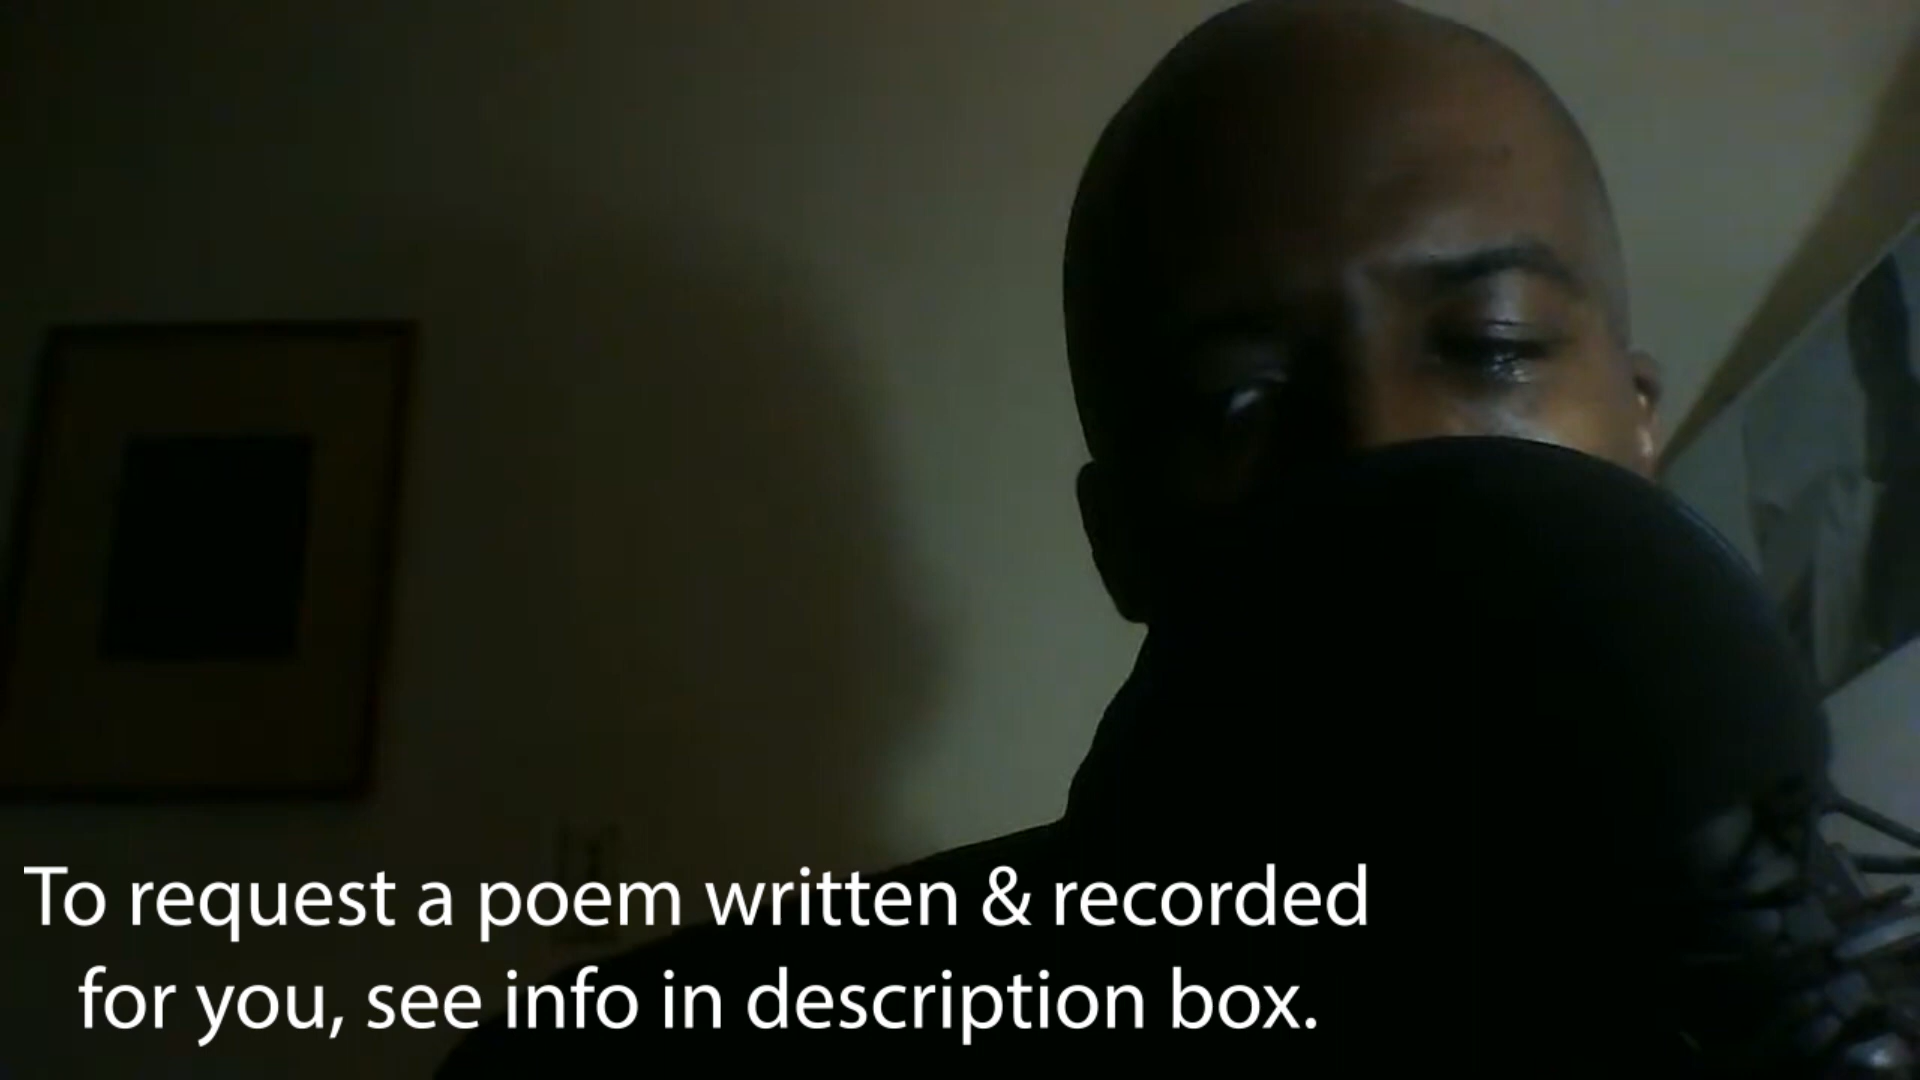 To request a poem written & recorded
for you, see info in description box.